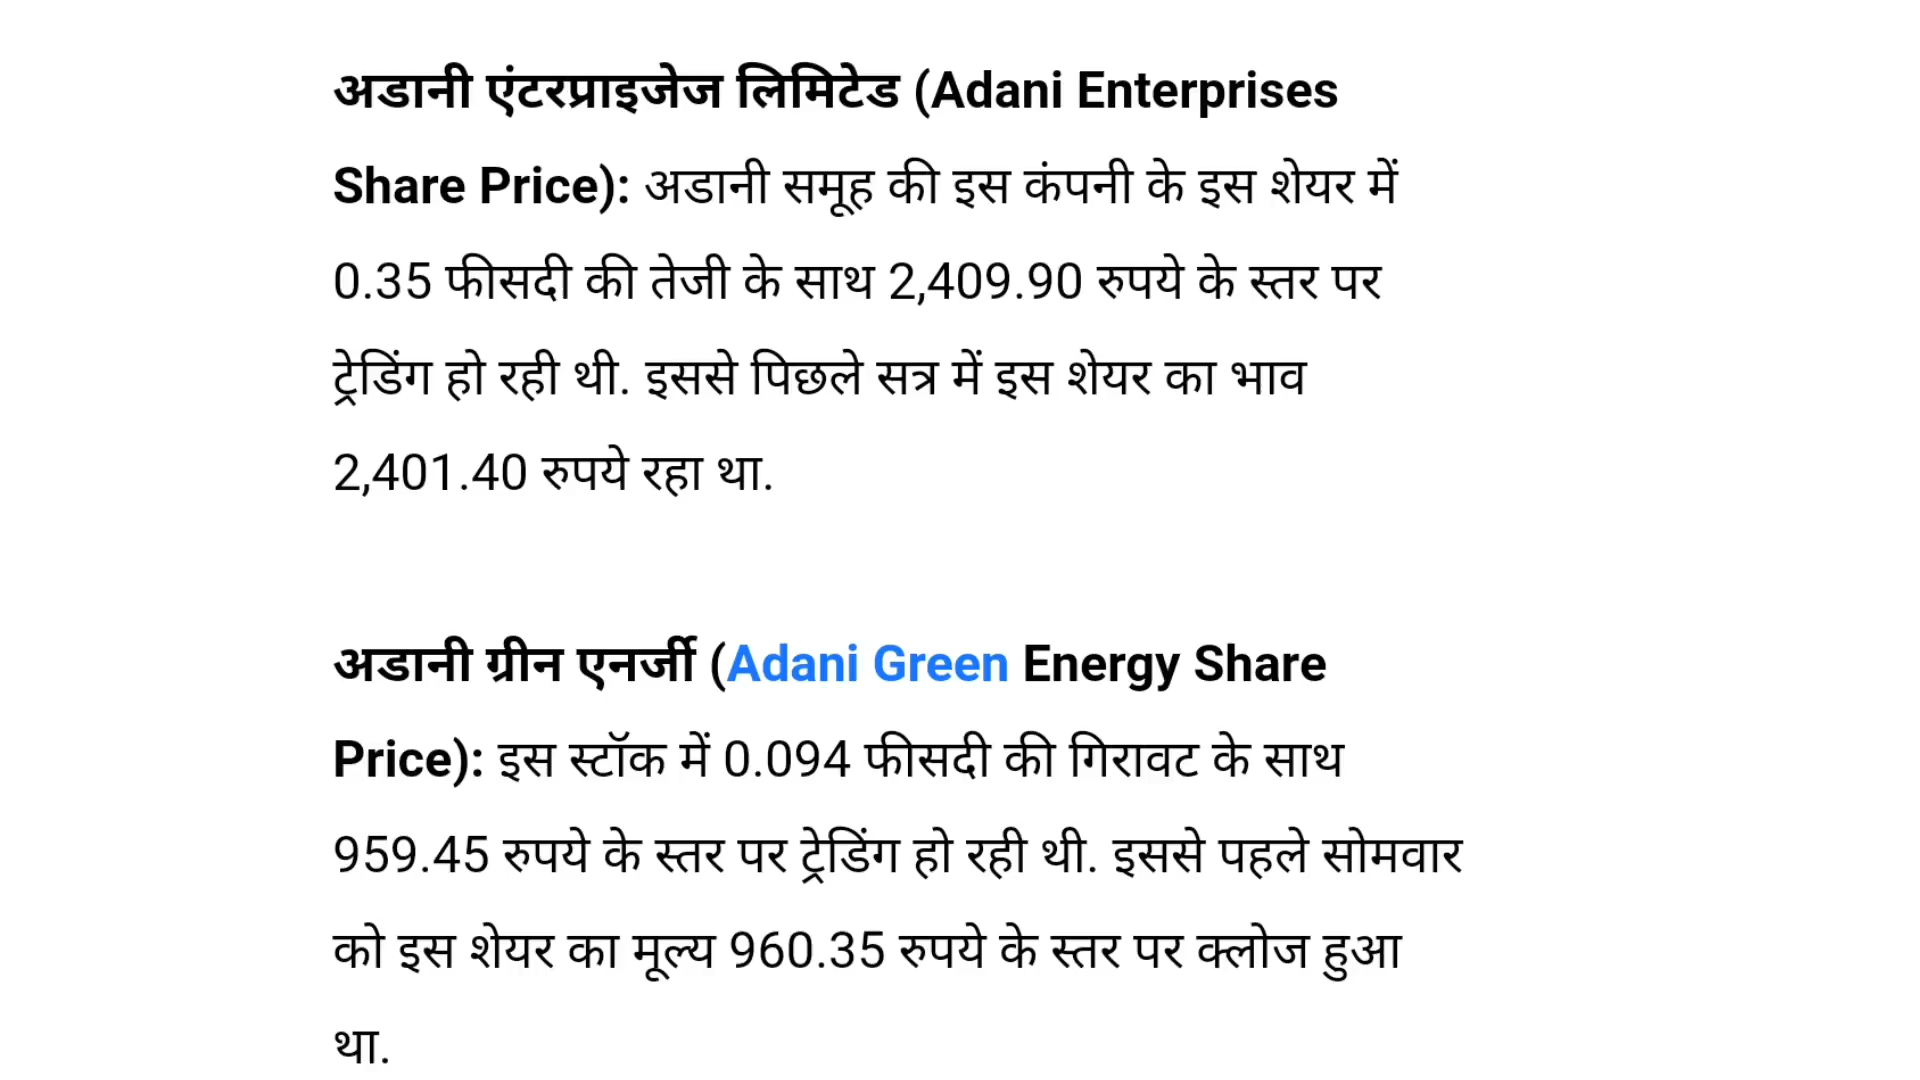 अडानी एंटरप्राइजेज लिमिटेड (Adani Enterprises
Share Price): अडानी समूह की इस कंपनी के इस शेयर में
0.35 फीसदी की तेजी के साथ 2,409.90 रुपये के स्तर पर
ट्रेडिंग हो रही थी. इससे पिछले सत्र में इस शेयर का भाव
2,401.40 रुपये रहा था.
अडानी ग्रीन एनर्जी (Adani Green Energy Share
Price): इस स्टॉक में 0.094 फीसदी की गिरावट के साथ
959.45 रुपये के स्तर पर ट्रेडिंग हो रही थी. इससे पहले सोमवार
को इस शेयर का मूल्य 960.35 रुपये के स्तर पर क्लोज हुआ
था.